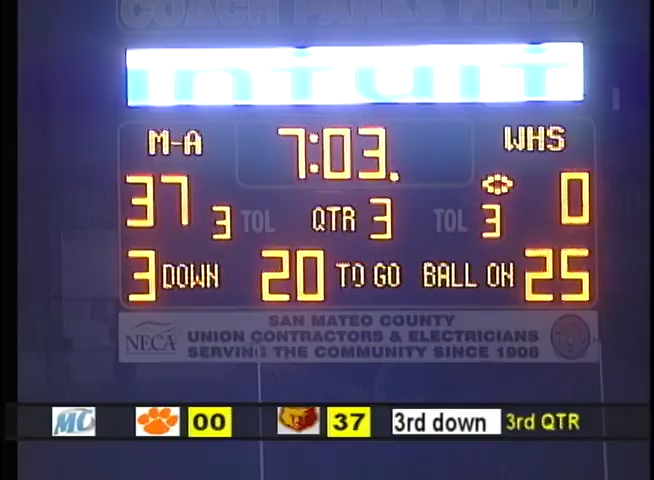 COACH PARKS FIELD
intuit
M-A 7:03. WHS
37 3 TOL QTR 3 TOL 3 0
3 DOWN 20 TO GO BALL ON 25
NECA
SAN MATEO COUNTY
UNION CONTRACTORS & ELECTRICIANS
SERVING THE COMMUNITY SINCE 1908
MC 00 37 3rd down 3rd QTR